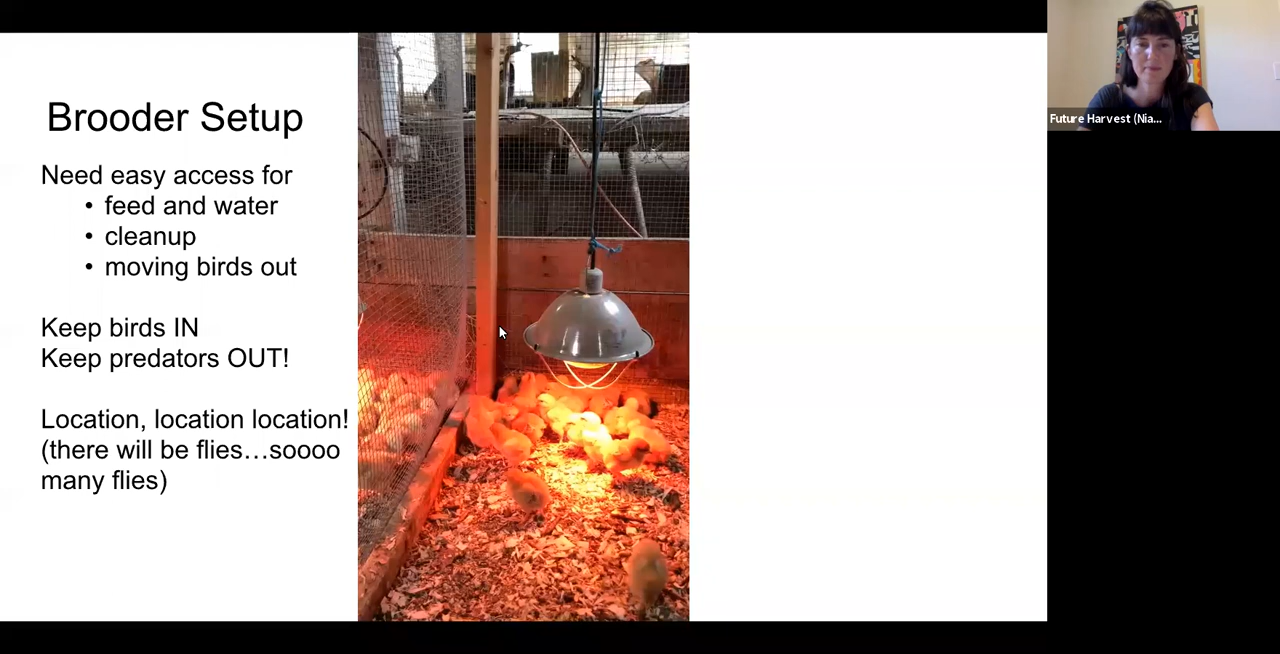 Brooder Setup
Need easy access for
• feed and water
• cleanup
• moving birds out
Keep birds IN
Keep predators OUT!
Location, location location!
(there will be flies…soooo
many flies)
Future Harvest (Nia...